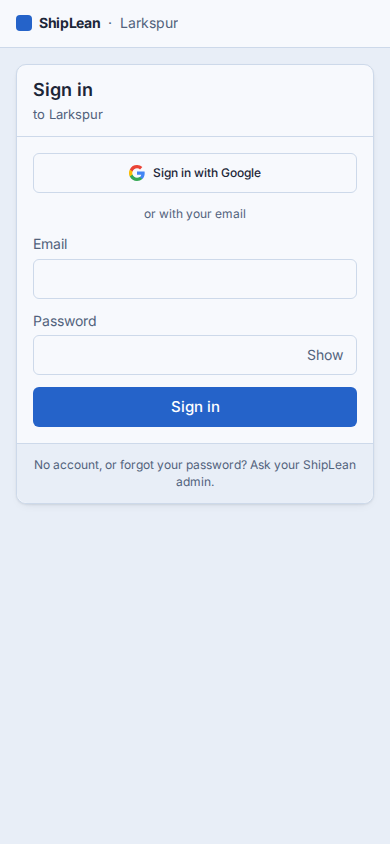 ShipLean · Larkspur
Sign in
to Larkspur
Sign in with Google
or with your email
Email
Password
Show
Sign in
No account, or forgot your password? Ask your ShipLean
admin.